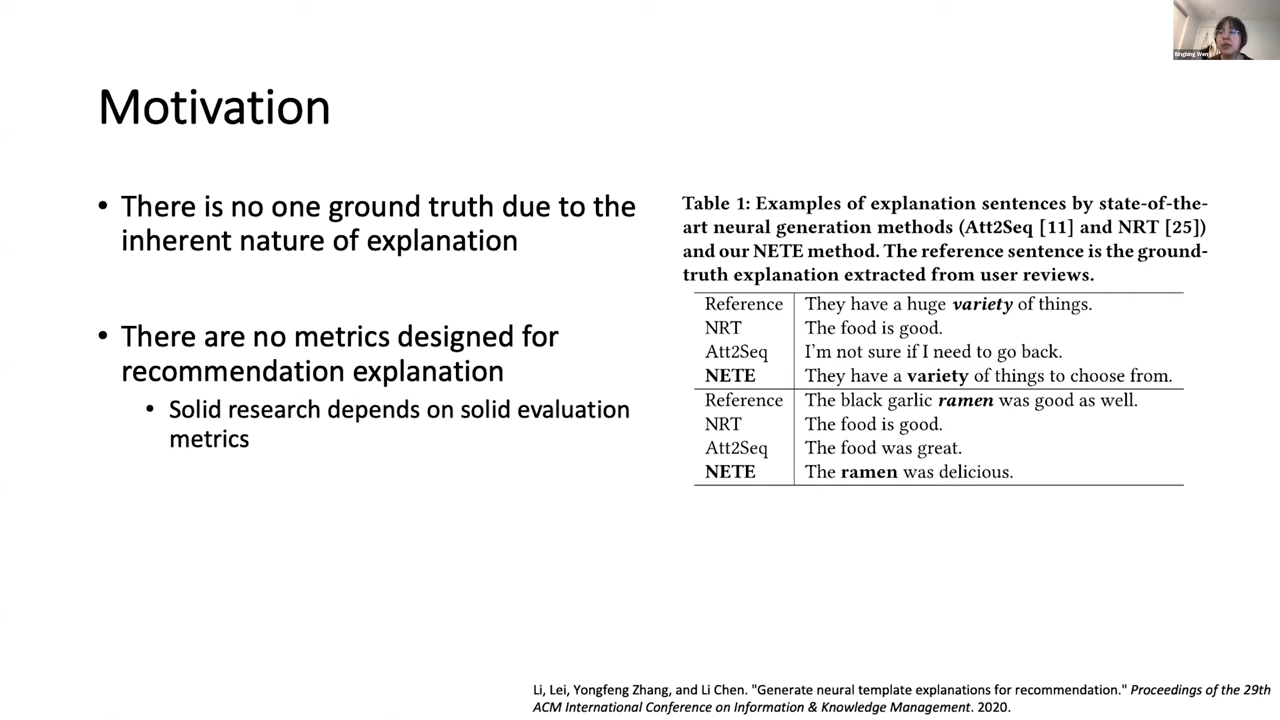 Bingbing Wen
Motivation
• There is no one ground truth due to the
inherent nature of explanation
• There are no metrics designed for
recommendation explanation
• Solid research depends on solid evaluation
metrics
Table 1: Examples of explanation sentences by state-of-the-
art neural generation methods (Att2Seq [11] and NRT [25])
and our NETE method. The reference sentence is the ground-
truth explanation extracted from user reviews.
Reference They have a huge variety of things.
NRT The food is good.
Att2Seq I'm not sure if I need to go back.
NETE They have a variety of things to choose from.
Reference The black garlic ramen was good as well.
NRT The food is good.
Att2Seq The food was great.
NETE The ramen was delicious.
Li, Lei, Yongfeng Zhang, and Li Chen. "Generate neural template explanations for recommendation." Proceedings of the 29th
ACM International Conference on Information & Knowledge Management. 2020.